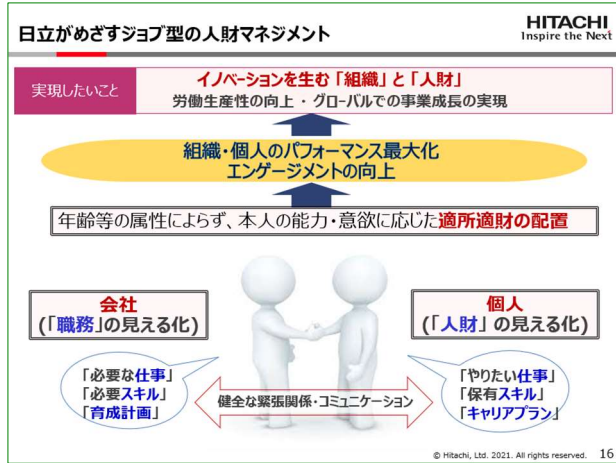 日立がめざすジョブ型の人財マネジメント
HITACHI
Inspire the Next
実現したいこと
イノベーションを生む「組織」と「人財」
労働生産性の向上・グローバルでの事業成長の実現
組織・個人のパフォーマンス最大化
エンゲージメントの向上
年齢等の属性によらず、本人の能力・意欲に応じた適所適財の配置
会社
(「職務」の見える化)
個人
(「人財」の見える化)
「必要な仕事」
「必要スキル」
「育成計画」
健全な緊張関係・コミュニケーション
「やりたい仕事」
「保有スキル」
「キャリアプラン」
© Hitachi, Ltd. 2021. All rights reserved. 16